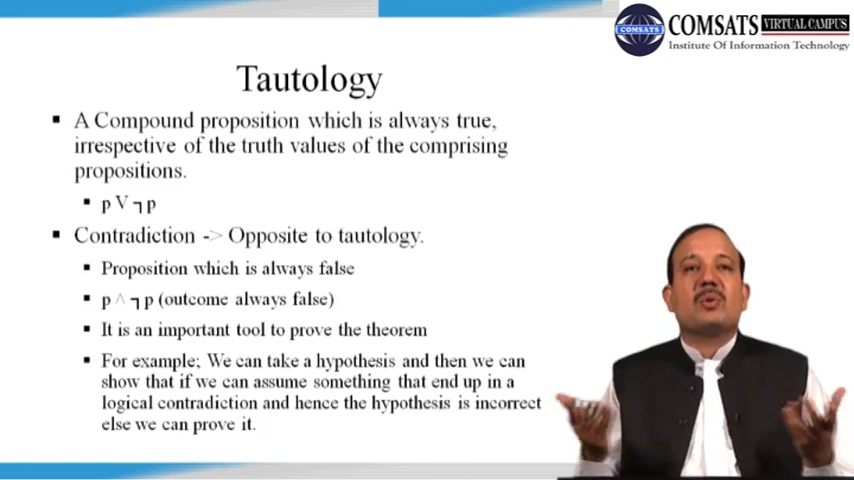 COMSATS
COMSATS VIRTUAL CAMPUS
Institute Of Information Technology
Tautology
▪ A Compound proposition which is always true,
irrespective of the truth values of the comprising
propositions.
▪ p V ┐p
▪ Contradiction -> Opposite to tautology.
▪ Proposition which is always false
▪ p ^ ┐p (outcome always false)
▪ It is an important tool to prove the theorem
▪ For example; We can take a hypothesis and then we can
show that if we can assume something that end up in a
logical contradiction and hence the hypothesis is incorrect
else we can prove it.